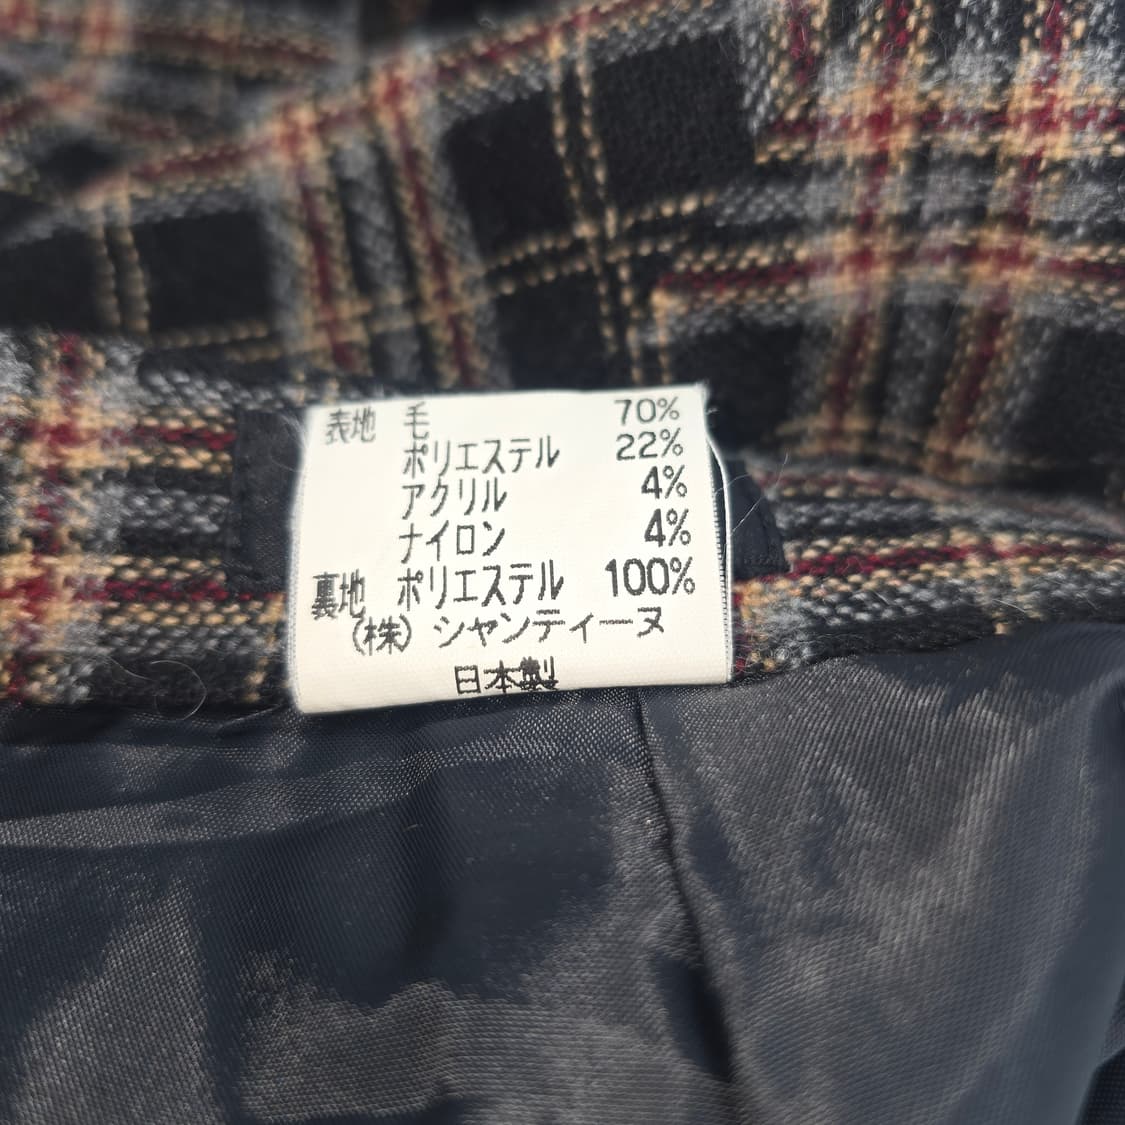 表地 毛 70%
ポリエステル 22%
アクリル 4%
ナイロン 4%
裏地 ポリエステル 100%
(株) シャンティーヌ
日本製